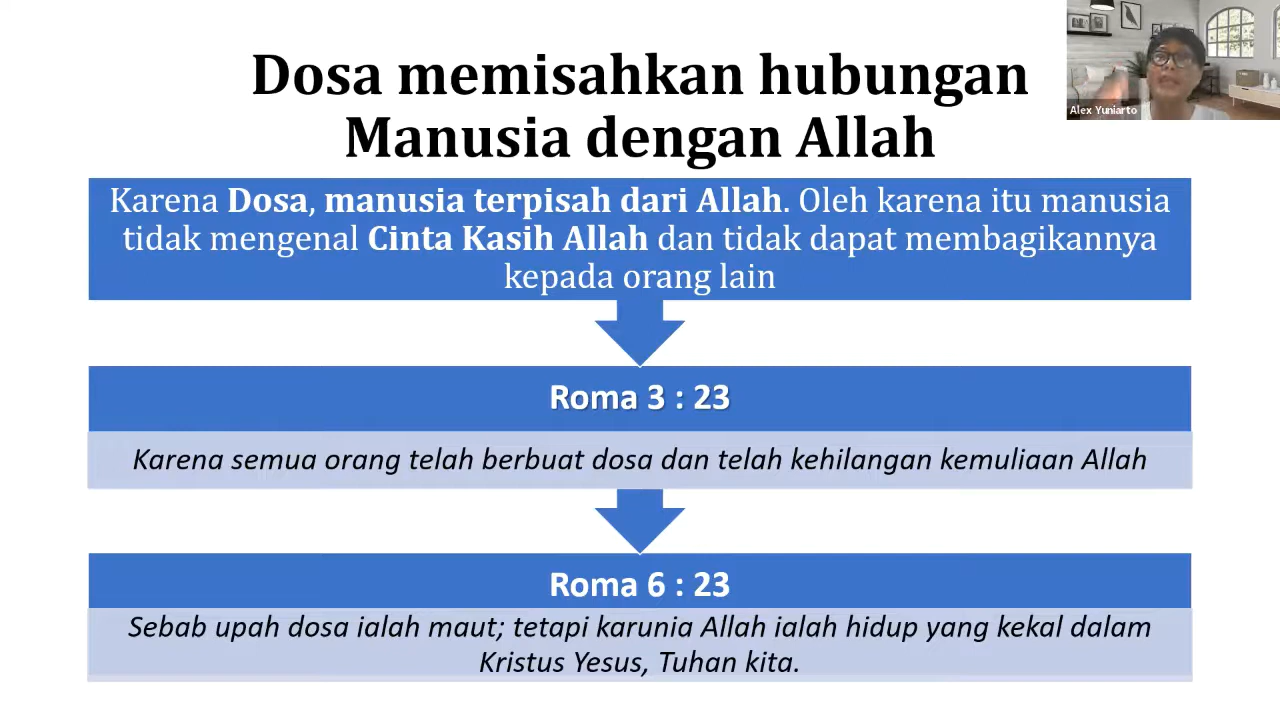 Dosa memisahkan hubungan
Manusia dengan Allah
Alex Yuniarto
Karena Dosa, manusia terpisah dari Allah. Oleh karena itu manusia
tidak mengenal Cinta Kasih Allah dan tidak dapat membagikannya
kepada orang lain
Roma 3 : 23
Karena semua orang telah berbuat dosa dan telah kehilangan kemuliaan Allah
Roma 6 : 23
Sebab upah dosa ialah maut; tetapi karunia Allah ialah hidup yang kekal dalam
Kristus Yesus, Tuhan kita.